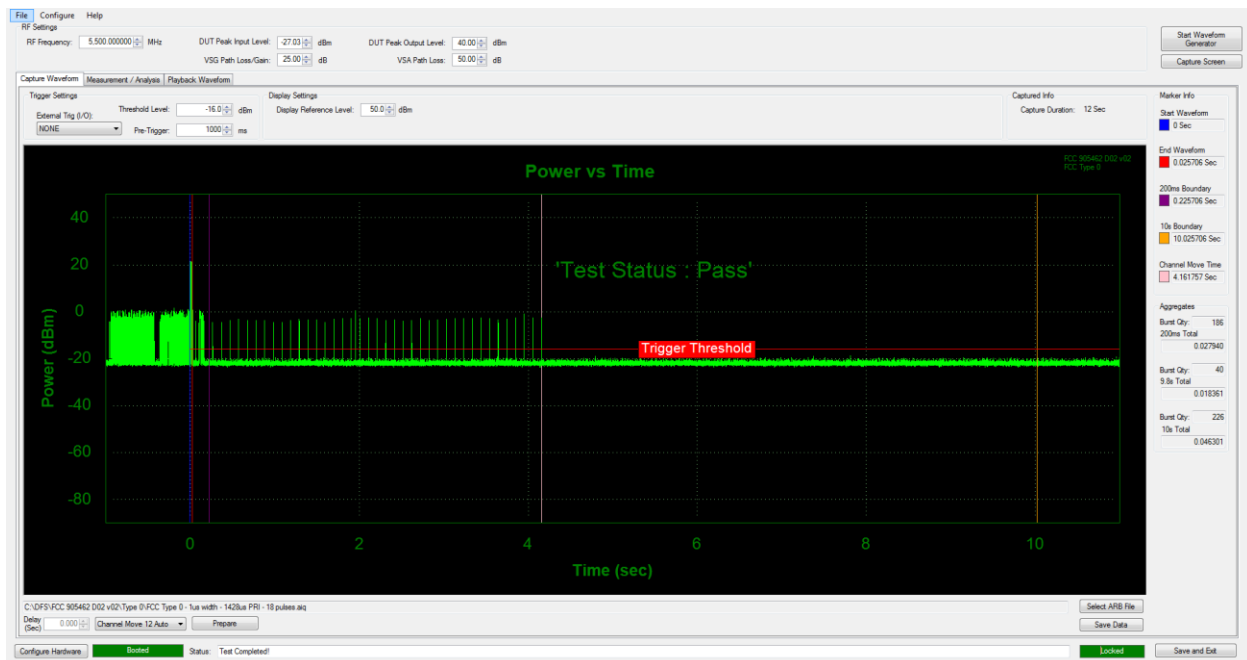 File Configure Help
RF Settings
RF Frequency: 5,500.000000 MHz DUT Peak Input Level: -27.03 dBm DUT Peak Output Level: 40.00 dBm
VSG Path Loss/Gain: 25.00 dB VSA Path Loss: 50.00 dB
Start Waveform
Generator
Capture Screen
Capture Waveform Measurement / Analysis Playback Waveform
Trigger Settings
External Trig (I/O):
NONE
Threshold Level: -16.0 dBm
Pre-Trigger: 1000 ms
Display Settings
Display Reference Level: 50.0 dBm
Captured Info
Capture Duration: 12 Sec
Power vs Time
FCC 905462 D02 v02
FCC Type 0
'Test Status : Pass'
Trigger Threshold
Power (dBm)
40
20
0
-20
-40
-60
-80
0 2 4 6 8 10
Time (sec)
Marker Info
Start Waveform
0 Sec
End Waveform
0.025706 Sec
200ms Boundary
0.225706 Sec
10s Boundary
10.025706 Sec
Channel Move Time
4.161757 Sec
Aggregates
Burst Qty: 186
200ms Total
0.027940
Burst Qty: 40
9.8s Total
0.018361
Burst Qty: 226
10s Total
0.046301
C:\DFS\FCC 905462 D02 v02\Type 0\FCC Type 0 - 1us width - 1428us PRI - 18 pulses.aiq
Select ARB File
Delay
(Sec) 0.000 Channel Move 12 Auto Prepare
Save Data
Configure Hardware Booted Status: Test Completed! Locked Save and Exit